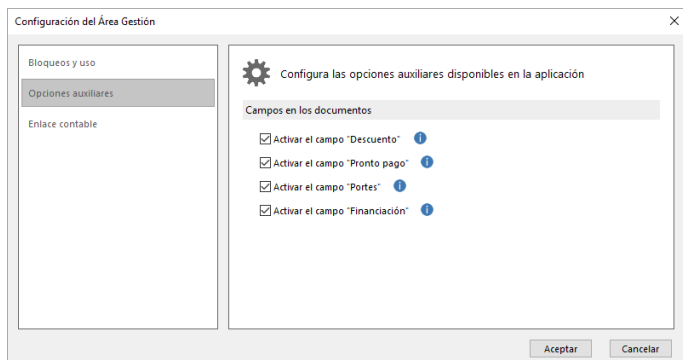 Configuración del Área Gestión
Bloqueos y uso
Opciones auxiliares
Enlace contable
Configura las opciones auxiliares disponibles en la aplicación
Campos en los documentos
Activar el campo "Descuento"
Activar el campo "Pronto pago"
Activar el campo "Portes"
Activar el campo "Financiación"
Aceptar
Cancelar